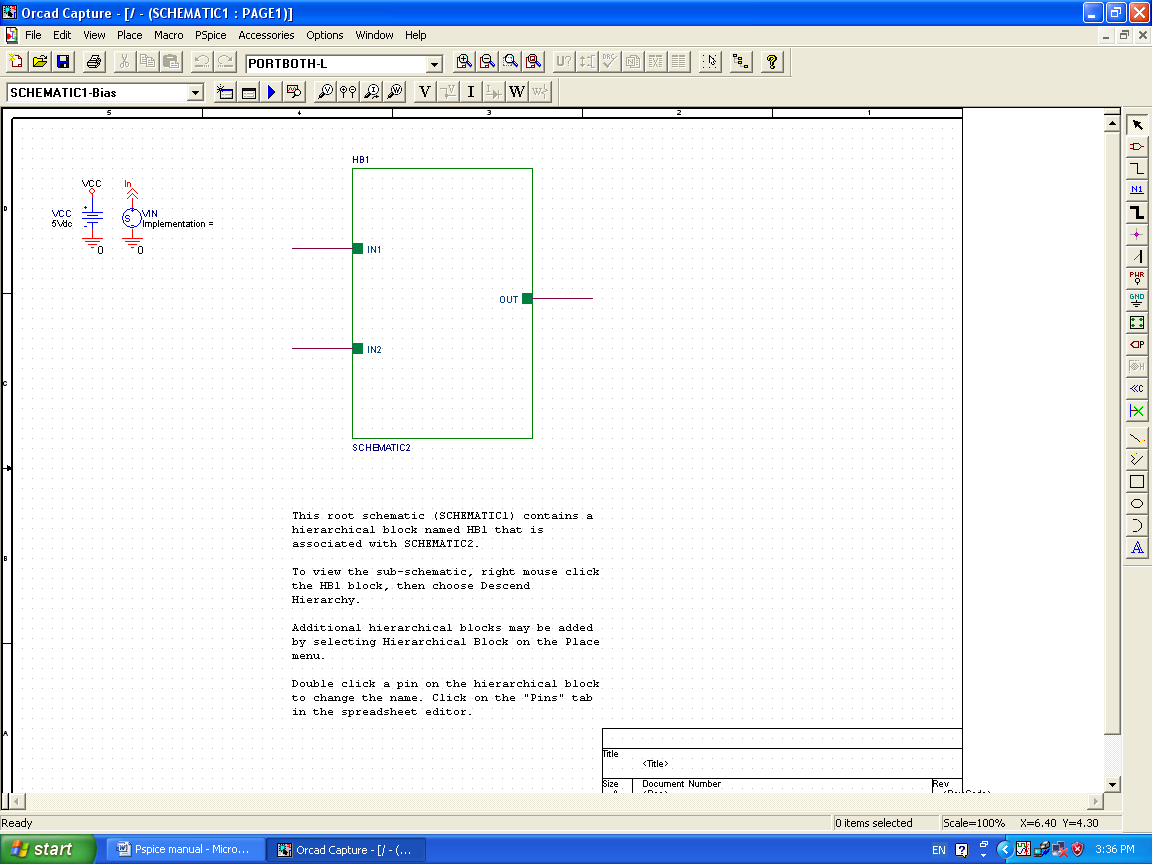 Orcad Capture - [/ - (SCHEMATIC1 : PAGE1)]
File Edit View Place Macro PSpice Accessories Options Window Help
PORTBOTH-L
U?
DRC
SCHEMATIC1-Bias
V V I I W W
5 4 3 2 1
HB1
VCC In
VCC
5Vdc
S
VIN
Implementation =
0 0
IN1
OUT
IN2
SCHEMATIC2
D
C
B
A
This root schematic (SCHEMATIC1) contains a
hierarchical block named HB1 that is
associated with SCHEMATIC2.
To view the sub-schematic, right mouse click
the HB1 block, then choose Descend
Hierarchy.
Additional hierarchical blocks may be added
by selecting Hierarchical Block on the Place
menu.
Double click a pin on the hierarchical block
to change the name. Click on the "Pins" tab
in the spreadsheet editor.
Title
<Title>
Size Document Number Rev
N1
PWR
GND
P
H
C
A
Ready
0 items selected Scale=100% X=6.40 Y=4.30
start
Pspice manual - Micro...
Orcad Capture - [/ - (...
EN
3:36 PM